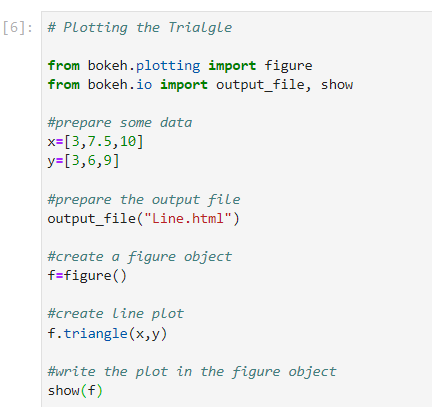 [6]: # Plotting the Trialgle
from bokeh.plotting import figure
from bokeh.io import output_file, show
#prepare some data
x=[3,7.5,10]
y=[3,6,9]
#prepare the output file
output_file("Line.html")
#create a figure object
f=figure()
#create line plot
f.triangle(x,y)
#write the plot in the figure object
show(f)